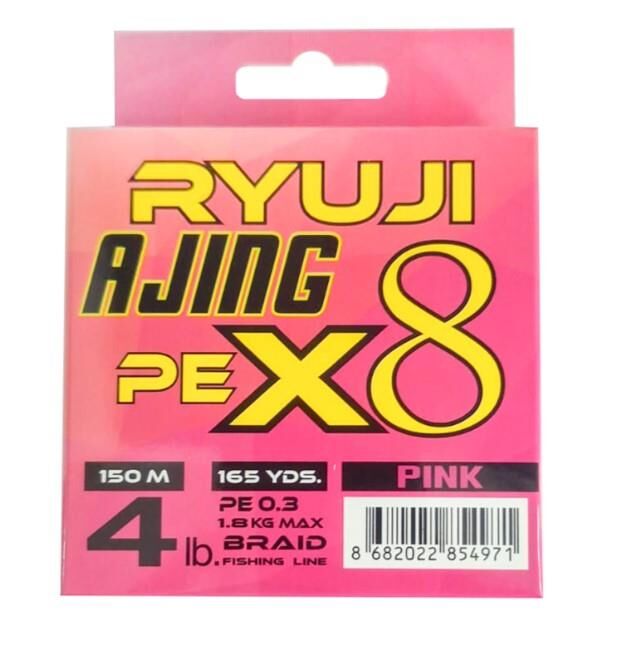 RYUJI
AJING
PE X8
150 M 165 YDS. PINK
4 lb.
PE 0.3
1.8 KG MAX
BRAID
FISHING LINE
8 682022 854971